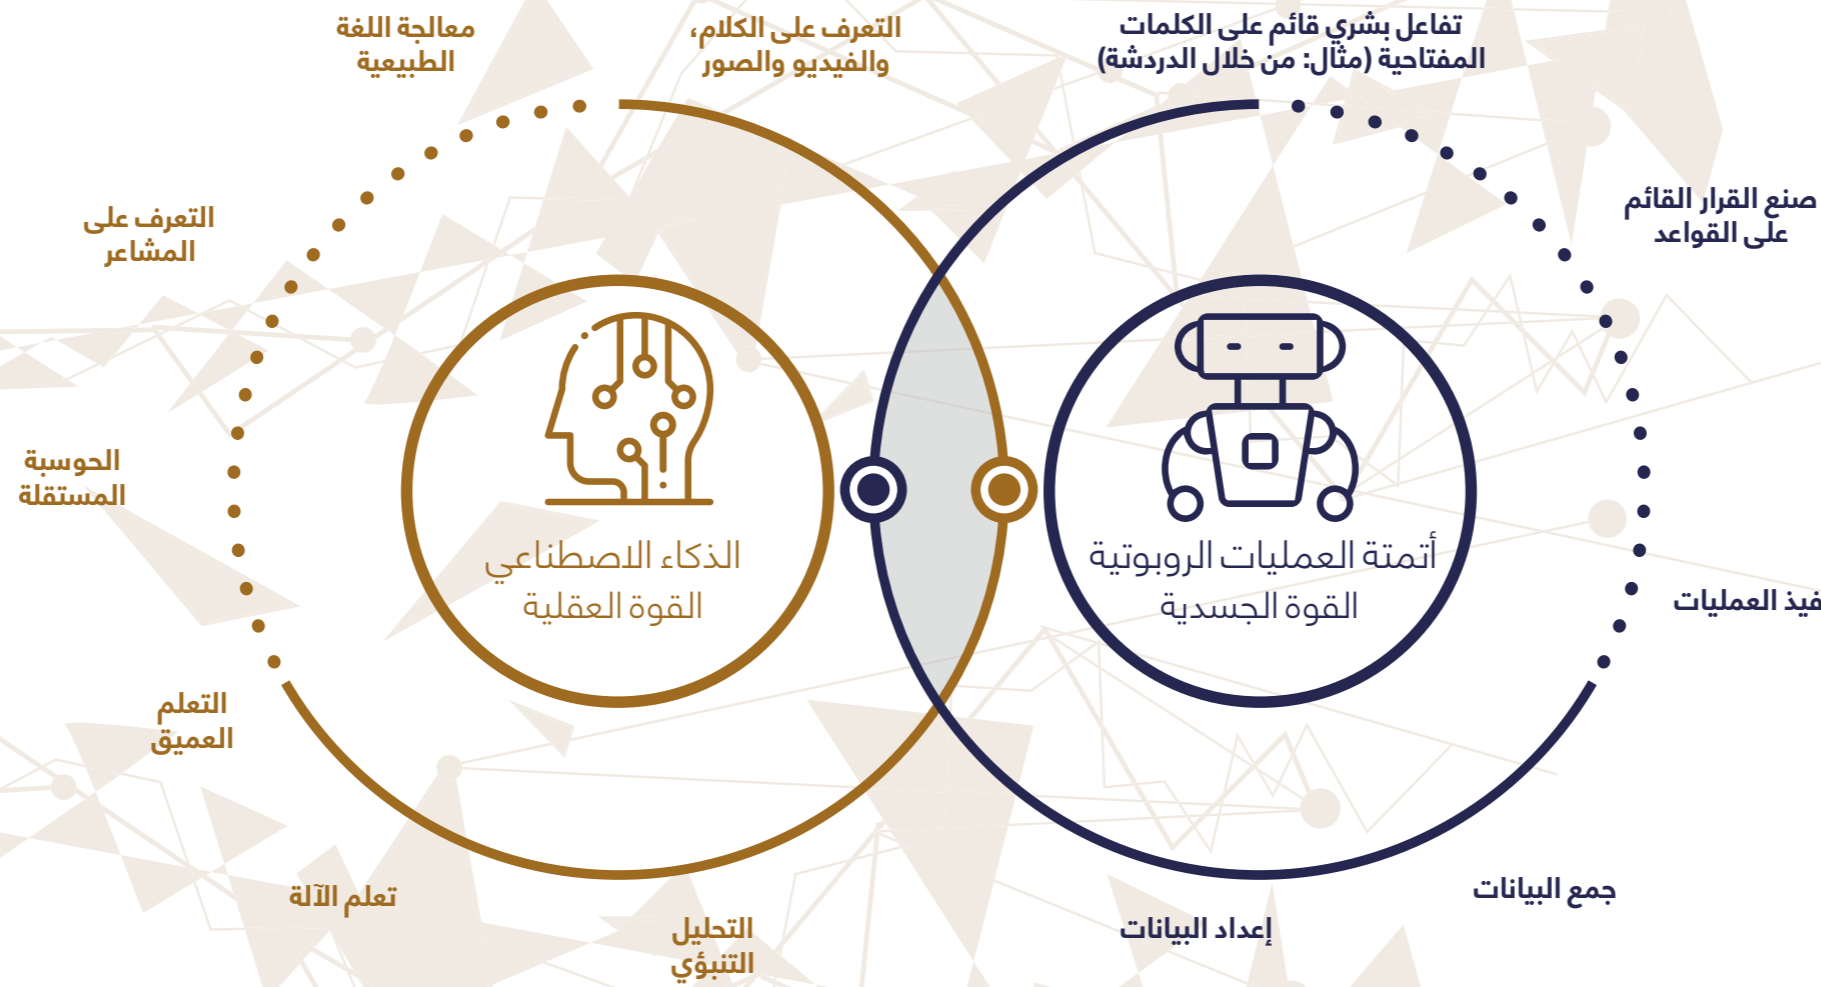 تفاعل بشري قائم على الكلمات
المفتاحية (مثال: من خلال الدردشة)
صنع القرار القائم
على القواعد
العمليات
جمع البيانات
إعداد البيانات
أتمتة العمليات الروبوتية
القوة الجسدية
التعرف على الكلام،
والفيديو والصور
معالجة اللغة
الطبيعية
التعرف على
المشاعر
الحوسبة
المستقلة
التعلم
العميق
تعلم الآلة
التحليل
التنبؤي
الذكاء الاصطناعي
القوة العقلية